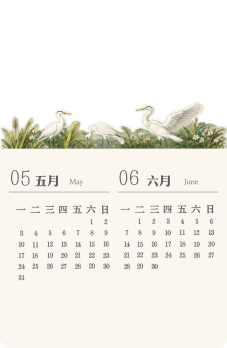 05 五月 May
一 二 三 四 五 六 日
1 2
3 4 5 6 7 8 9
10 11 12 13 14 15 16
17 18 19 20 21 22 23
24 25 26 27 28 29 30
31
06 六月 June
一 二 三 四 五 六 日
1 2 3 4 5 6
7 8 9 10 11 12 13
14 15 16 17 18 19 20
21 22 23 24 25 26 27
28 29 30